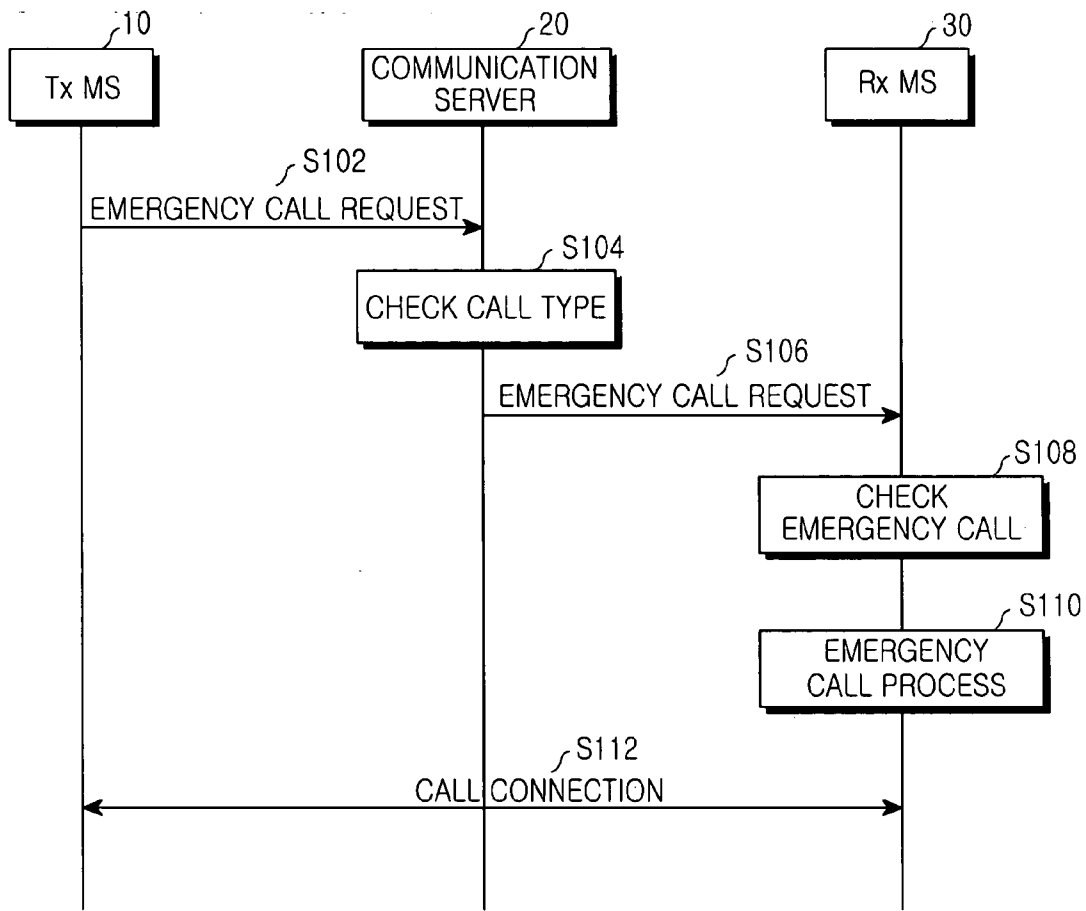 10
20
30
Tx MS
COMMUNICATION
SERVER
Rx MS
S102
EMERGENCY CALL REQUEST
S104
CHECK CALL TYPE
S106
EMERGENCY CALL REQUEST
S108
CHECK
EMERGENCY CALL
S110
EMERGENCY
CALL PROCESS
S112
CALL CONNECTION